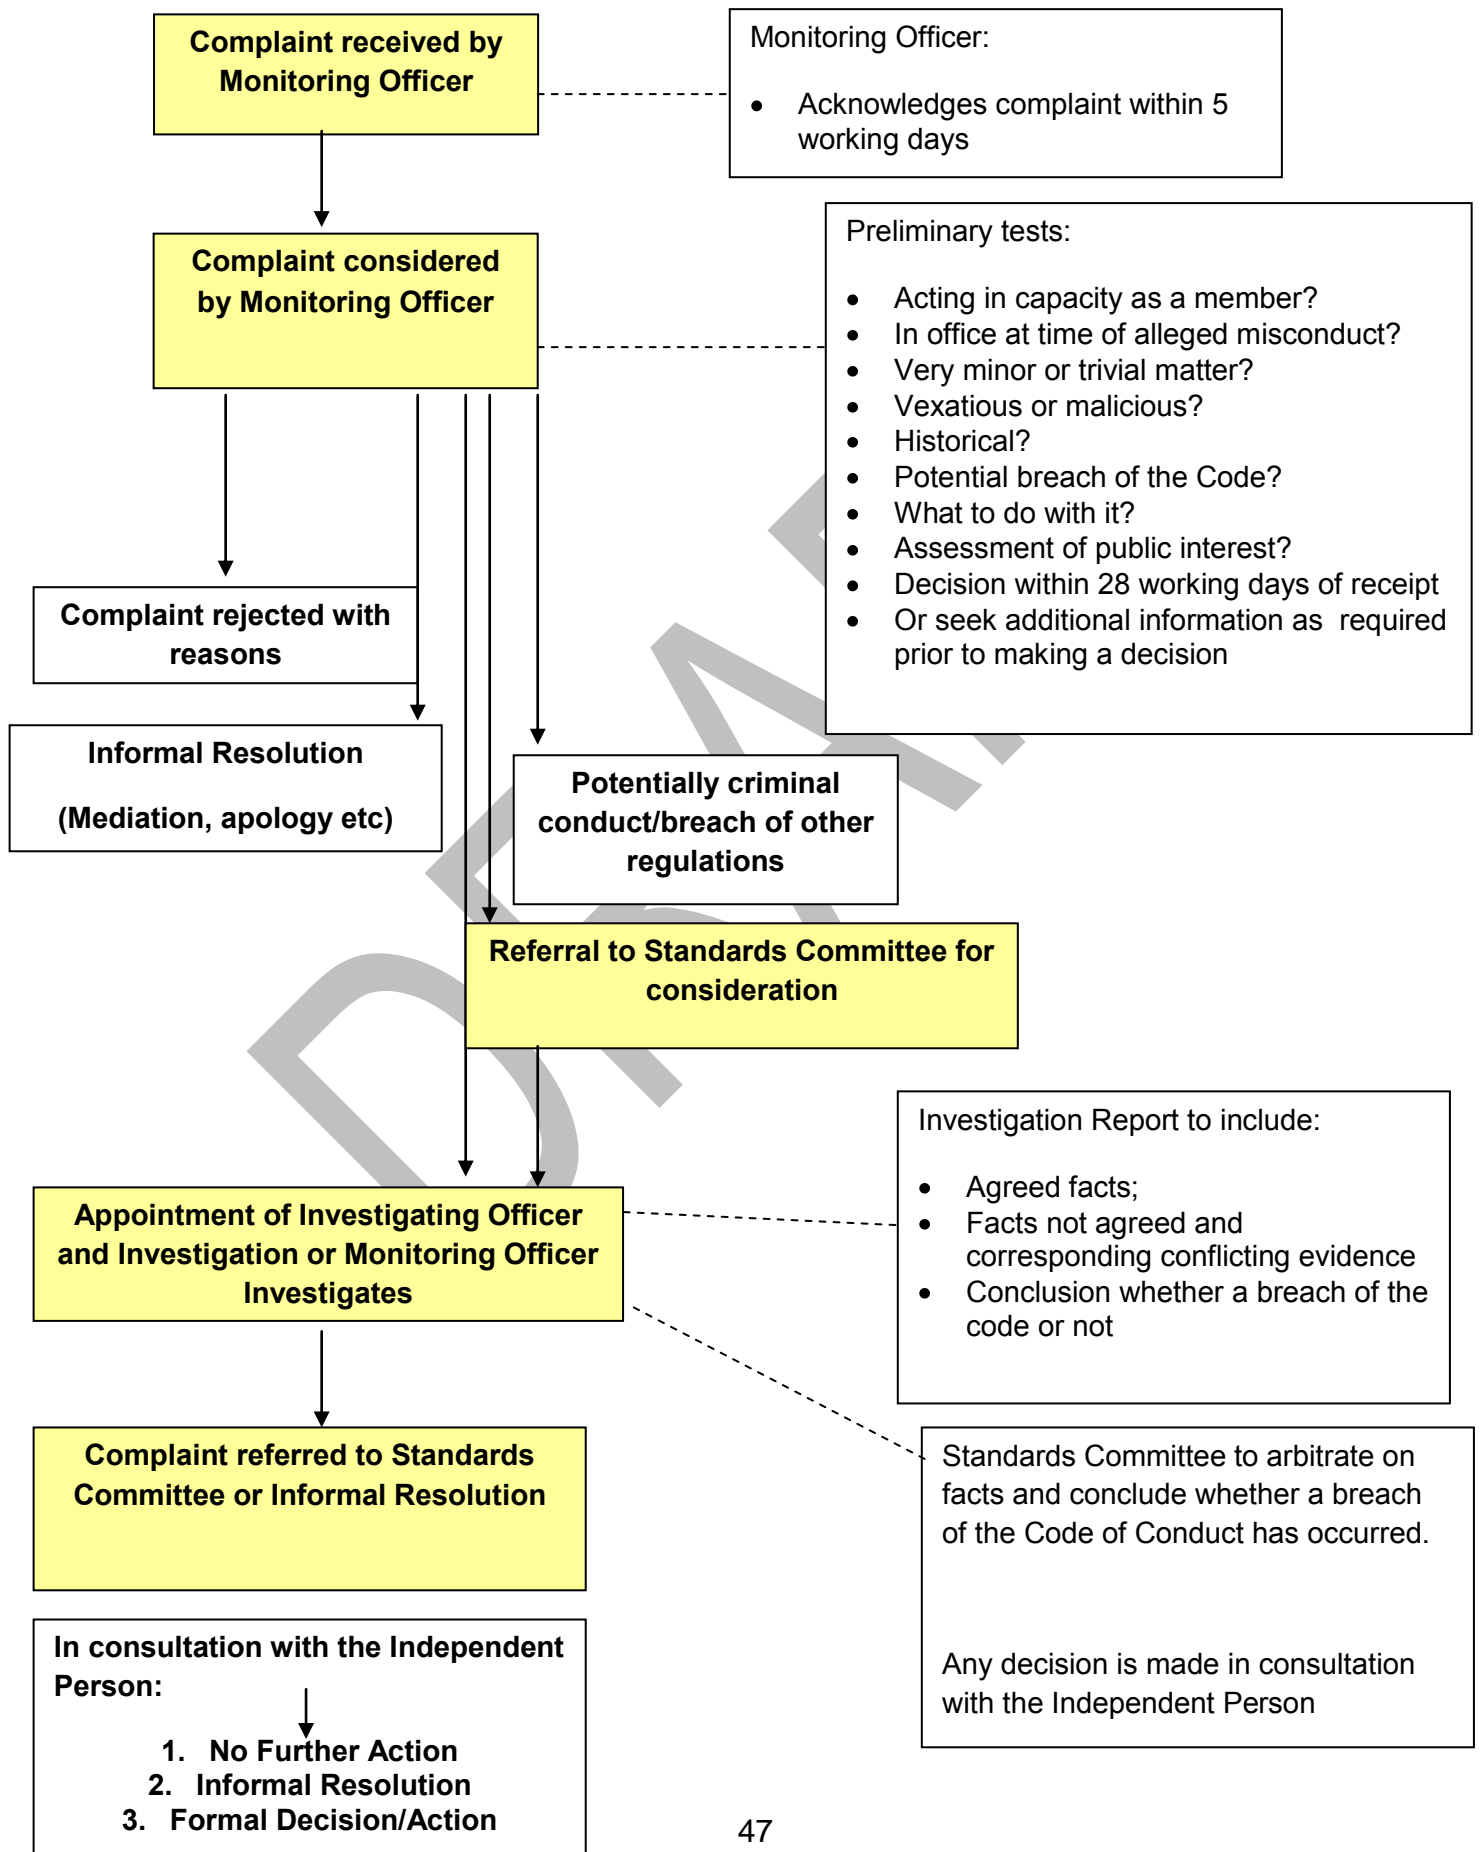 Complaint received by
Monitoring Officer
Monitoring Officer:
• Acknowledges complaint within 5
working days
Complaint considered
by Monitoring Officer
Preliminary tests:
• Acting in capacity as a member?
• In office at time of alleged misconduct?
• Very minor or trivial matter?
• Vexatious or malicious?
• Historical?
• Potential breach of the Code?
• What to do with it?
• Assessment of public interest?
• Decision within 28 working days of receipt
• Or seek additional information as required
prior to making a decision
Complaint rejected with
reasons
Informal Resolution
(Mediation, apology etc)
Potentially criminal
conduct/breach of other
regulations
Referral to Standards Committee for
consideration
Investigation Report to include:
• Agreed facts;
• Facts not agreed and
corresponding conflicting evidence
• Conclusion whether a breach of the
code or not
Appointment of Investigating Officer
and Investigation or Monitoring Officer
Investigates
Complaint referred to Standards
Committee or Informal Resolution
Standards Committee to arbitrate on
facts and conclude whether a breach
of the Code of Conduct has occurred.
Any decision is made in consultation
with the Independent Person
In consultation with the Independent
Person:
1. No Further Action
2. Informal Resolution
3. Formal Decision/Action
47
DRAFT